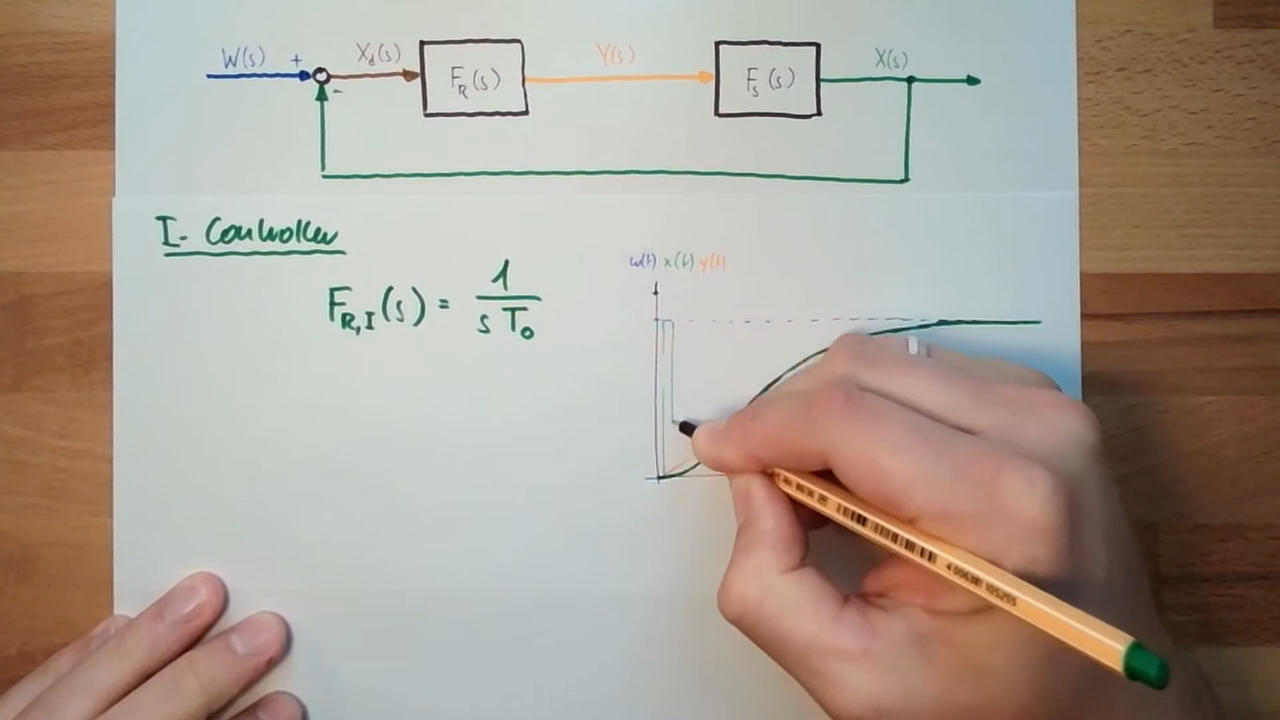 W(s) + X_d(s) Y(s) X(s)
F_R(s) F_s(s)
-
I- Controller
F_R,I(s) = 1 / s T_0
w(t) x(t) y(t)